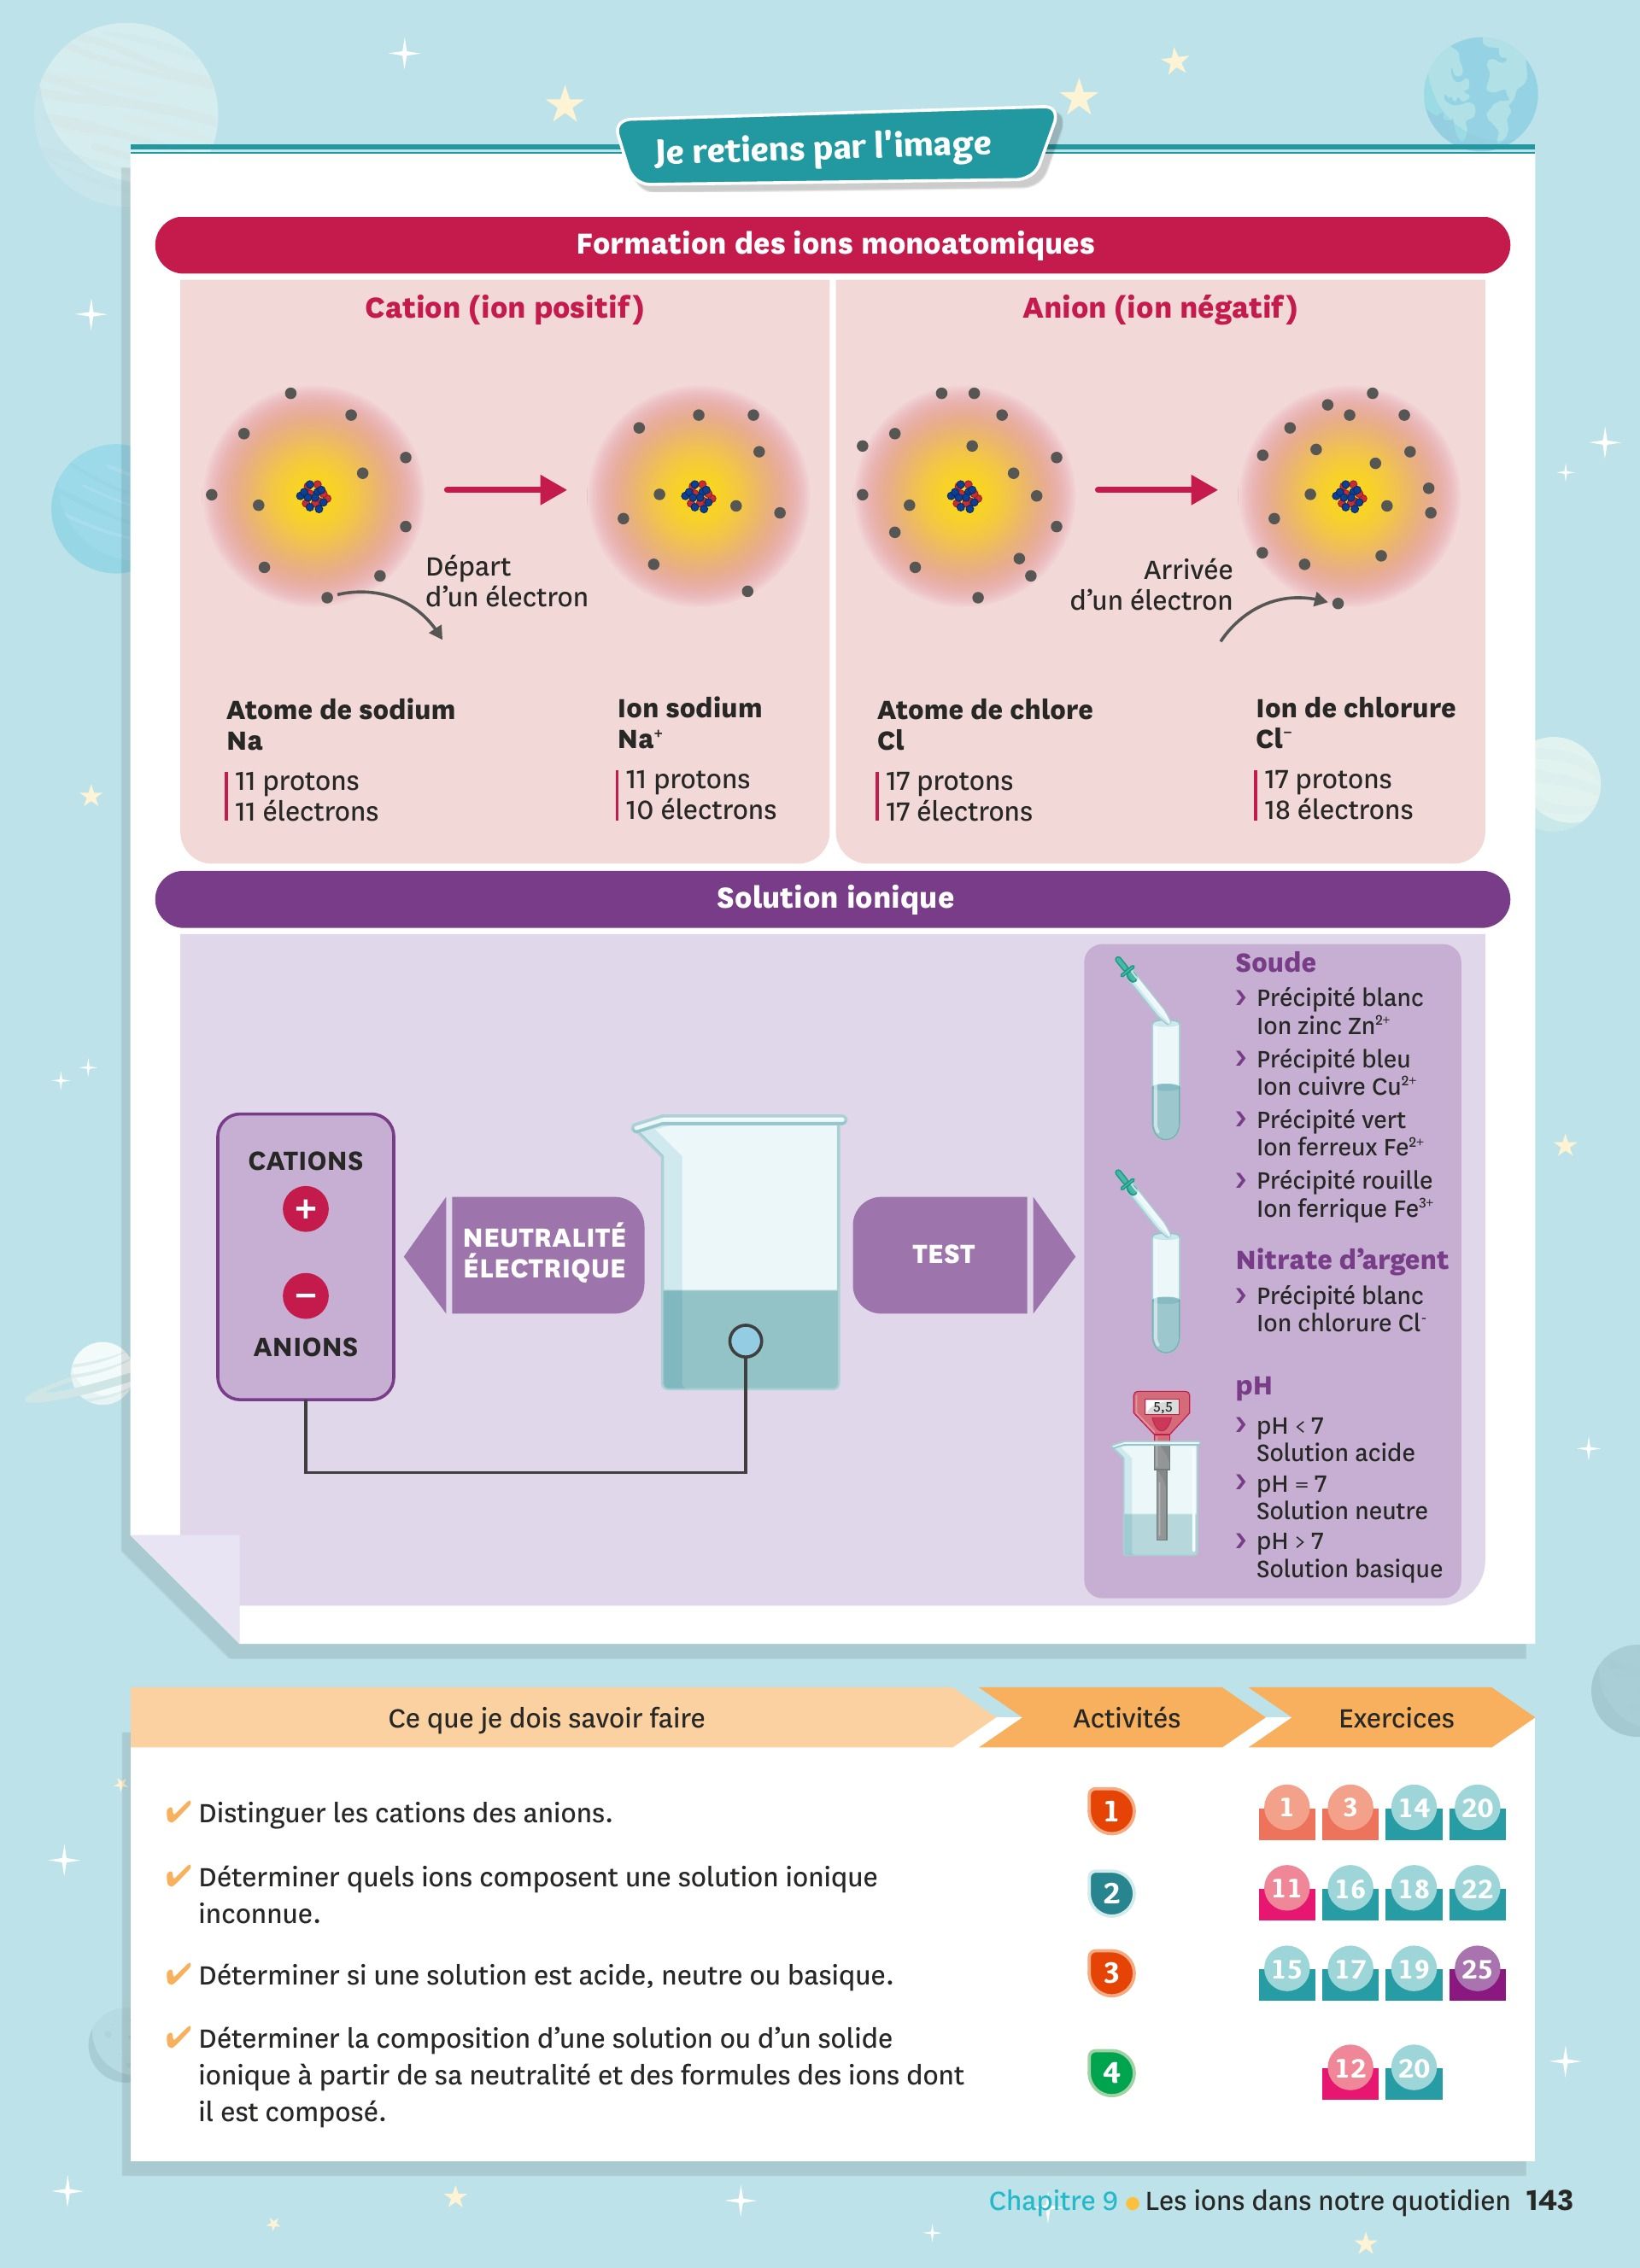 Je retiens par l'image
Formation des ions monoatomiques
Cation (ion positif)
Départ
d’un électron
Atome de sodium
Na
11 protons
11 électrons
Ion sodium
Na⁺
11 protons
10 électrons
Anion (ion négatif)
Arrivée
d’un électron
Atome de chlore
Cl
17 protons
17 électrons
Ion de chlorure
Cl⁻
17 protons
18 électrons
Solution ionique
CATIONS
+
−
ANIONS
NEUTRALITÉ
ÉLECTRIQUE
TEST
Soude
› Précipité blanc
Ion zinc Zn²⁺
› Précipité bleu
Ion cuivre Cu²⁺
› Précipité vert
Ion ferreux Fe²⁺
› Précipité rouille
Ion ferrique Fe³⁺
Nitrate d’argent
› Précipité blanc
Ion chlorure Cl⁻
5,5
pH
› pH < 7
Solution acide
› pH = 7
Solution neutre
› pH > 7
Solution basique
Ce que je dois savoir faire Activités Exercices
✔ Distinguer les cations des anions. 1 1 3 14 20
✔ Déterminer quels ions composent une solution ionique
inconnue. 2 11 16 18 22
✔ Déterminer si une solution est acide, neutre ou basique. 3 15 17 19 25
✔ Déterminer la composition d’une solution ou d’un solide
ionique à partir de sa neutralité et des formules des ions dont 4 12 20
il est composé.
Chapitre 9 ● Les ions dans notre quotidien 143